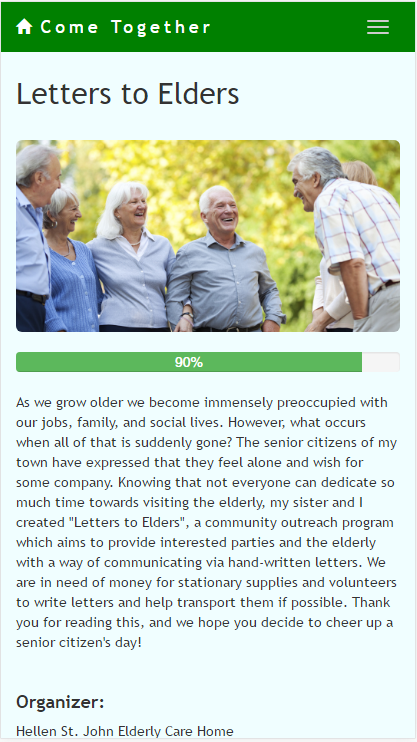 Come Together
Letters to Elders
90%
As we grow older we become immensely preoccupied with
our jobs, family, and social lives. However, what occurs
when all of that is suddenly gone? The senior citizens of my
town have expressed that they feel alone and wish for
some company. Knowing that not everyone can dedicate so
much time towards visiting the elderly, my sister and I
created "Letters to Elders", a community outreach program
which aims to provide interested parties and the elderly
with a way of communicating via hand-written letters. We
are in need of money for stationary supplies and volunteers
to write letters and help transport them if possible. Thank
you for reading this, and we hope you decide to cheer up a
senior citizen's day!
Organizer:
Hellen St. John Elderly Care Home